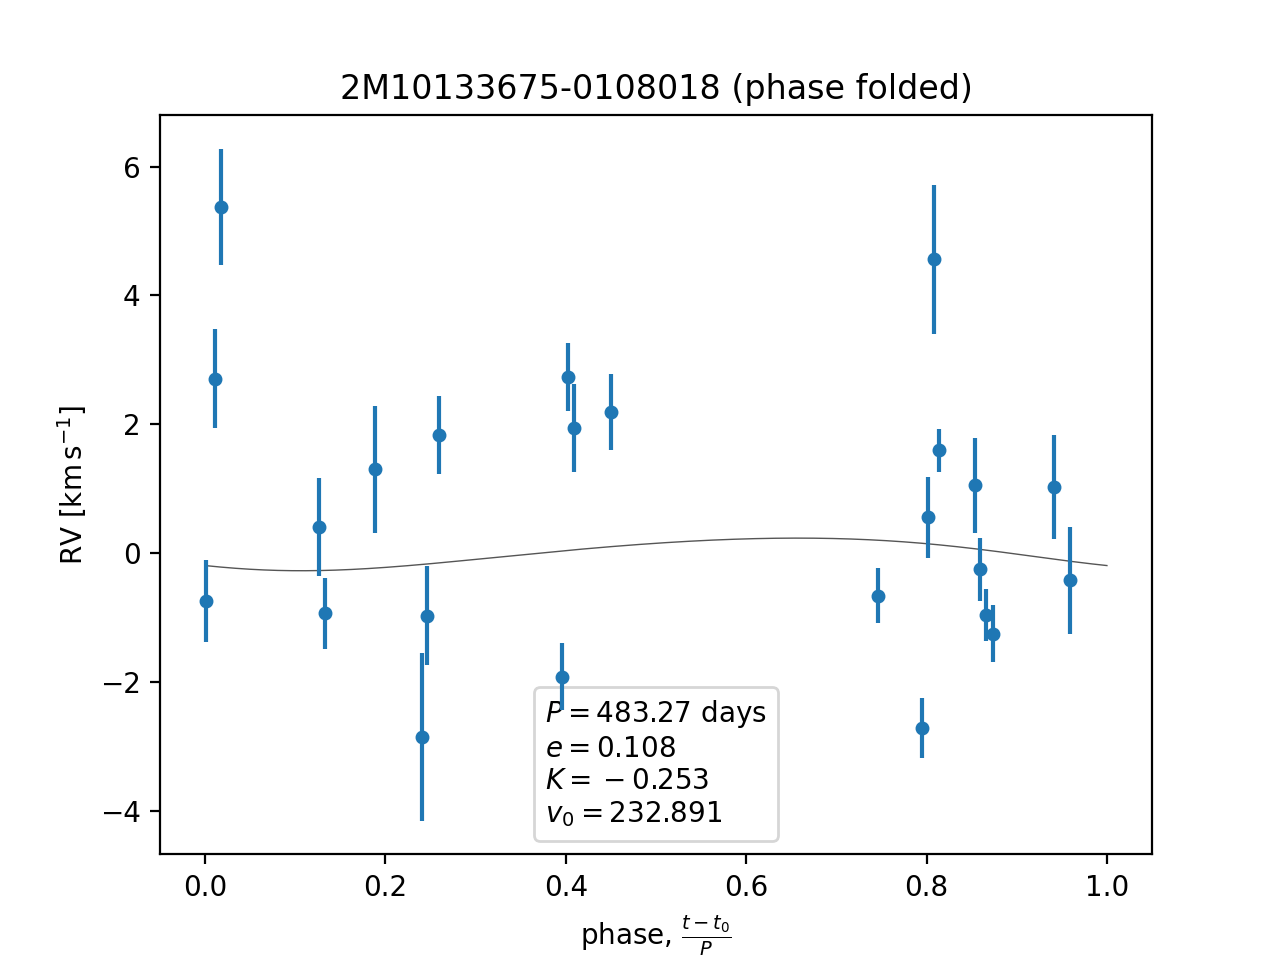 2M10133675-0108018 (phase folded)
RV [km s⁻¹]
6
4
2
0
−2
−4
P = 483.27 days
e = 0.108
K = −0.253
v₀ = 232.891
0.0 0.2 0.4 0.6 0.8 1.0
phase, (t − t₀)/P